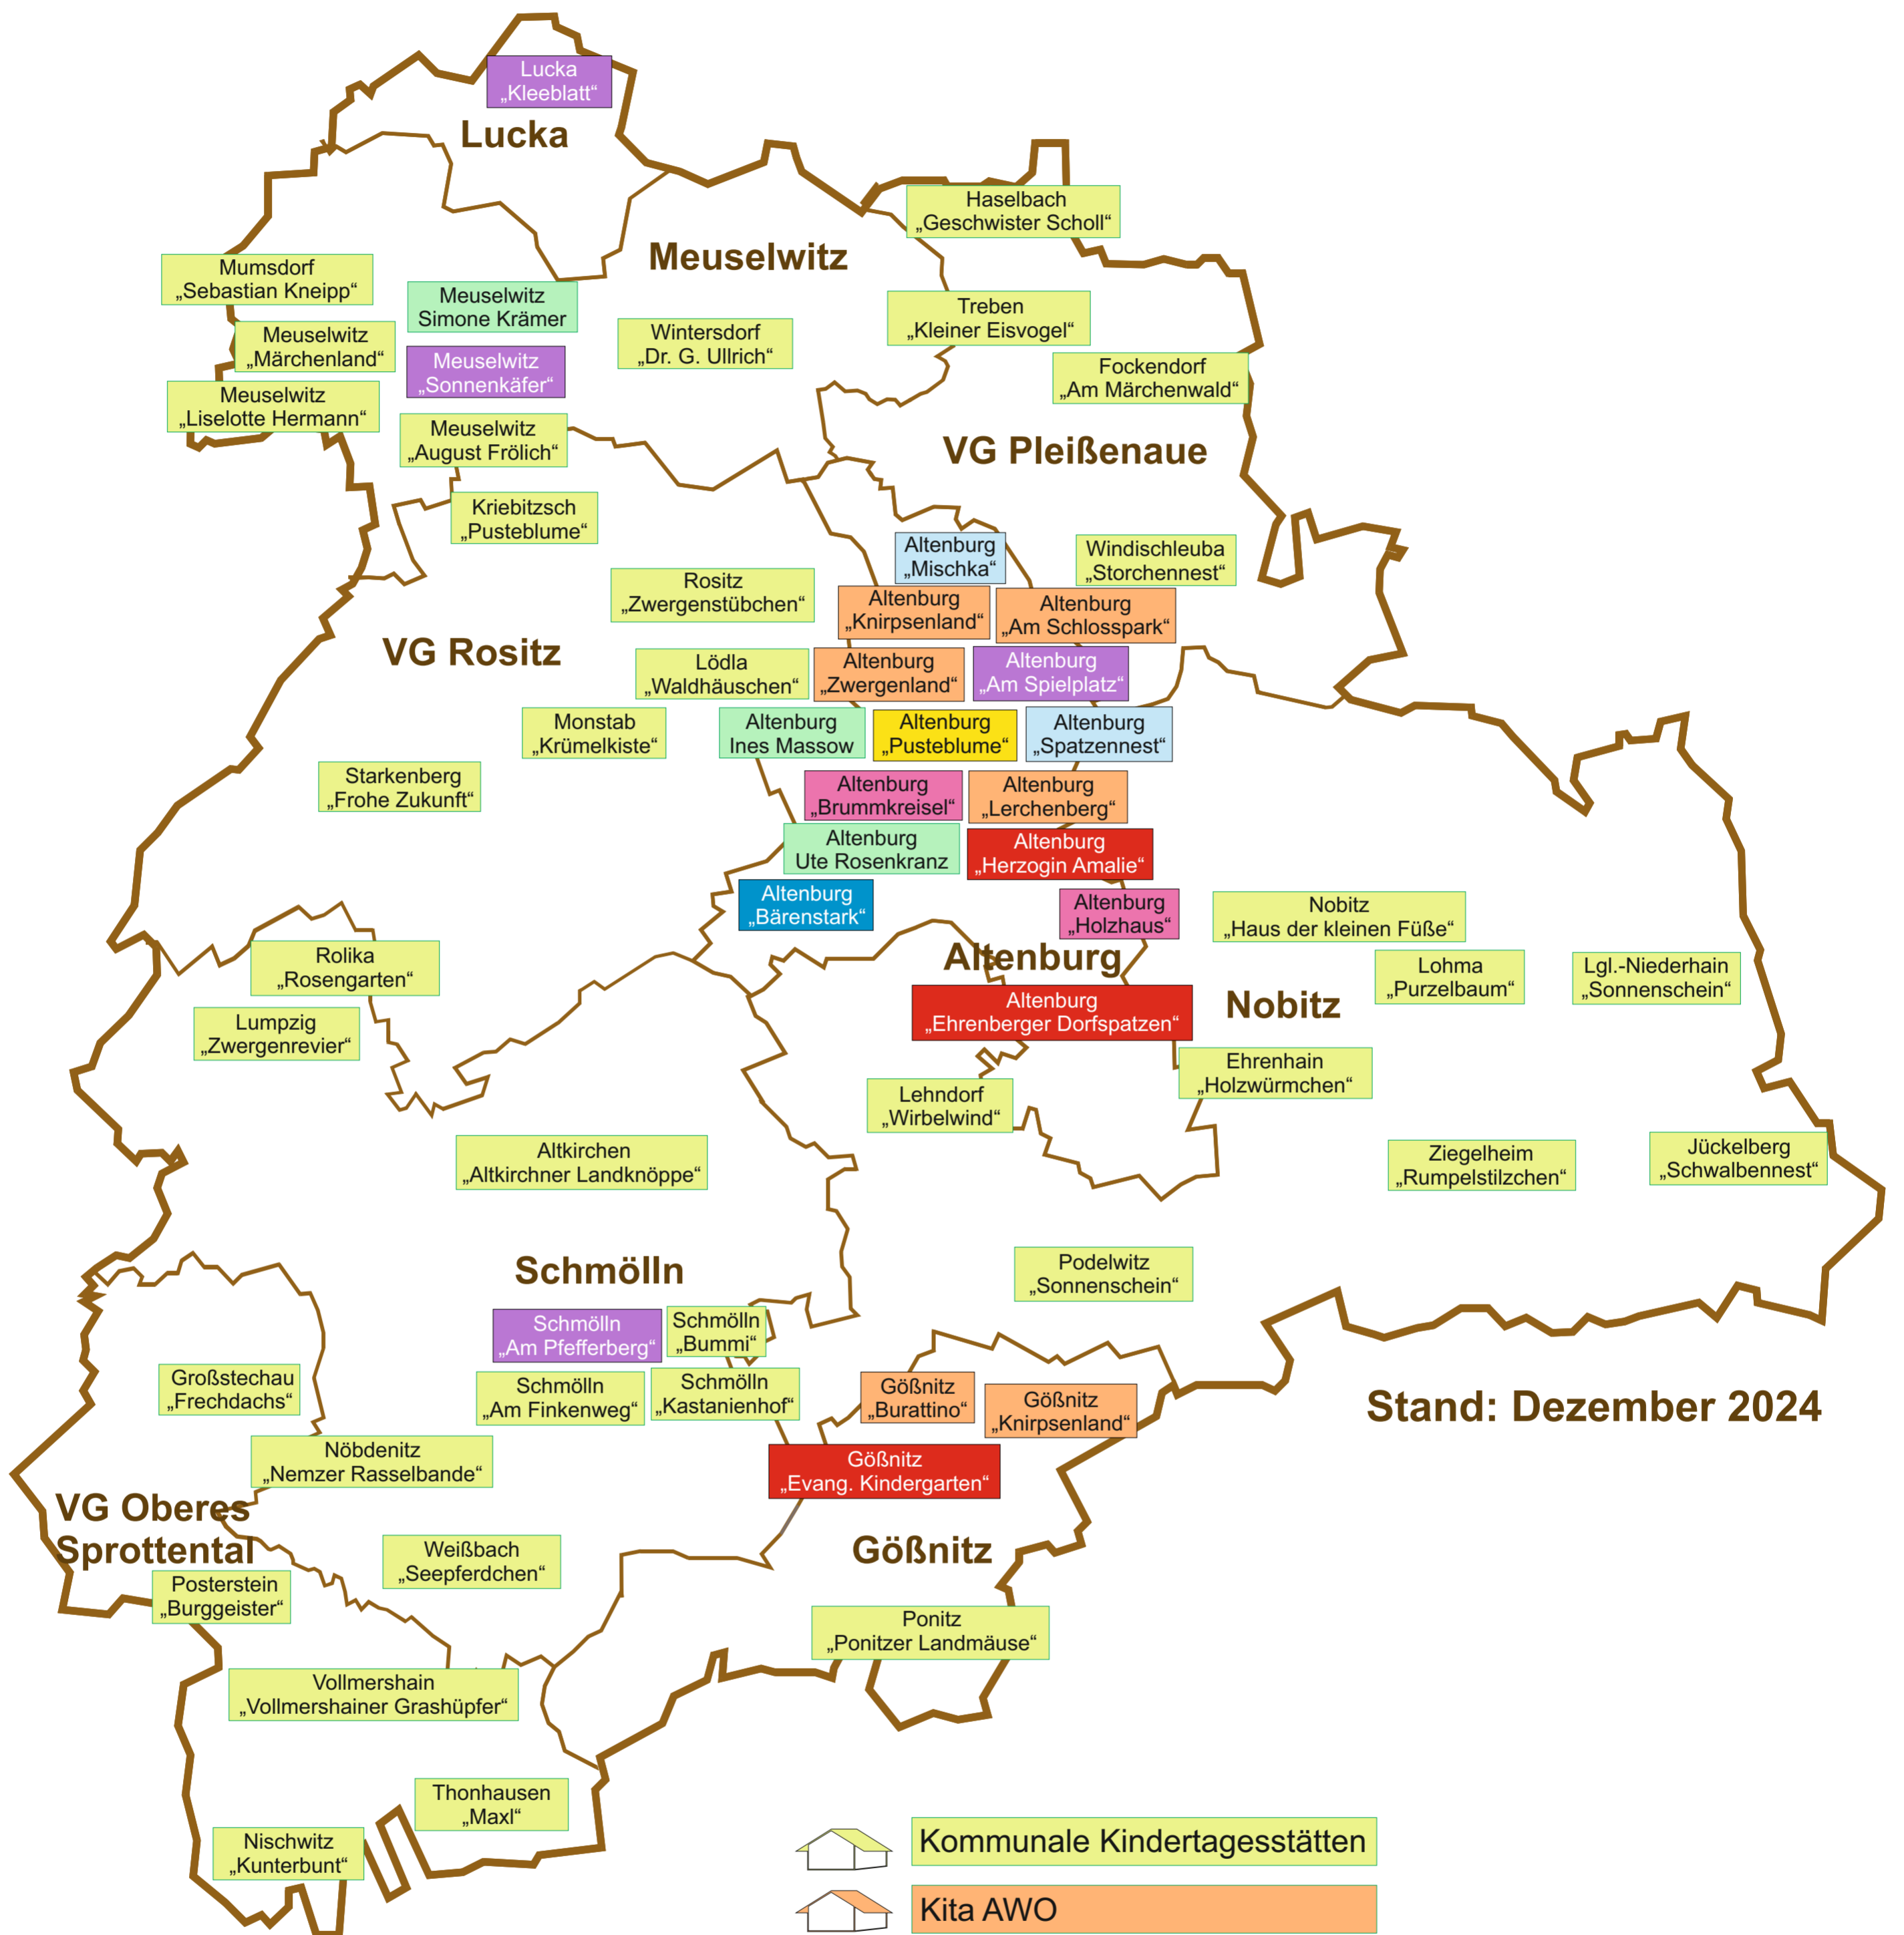 Lucka
„Kleeblatt“
Lucka
Haselbach
„Geschwister Scholl“
Meuselwitz
Mumsdorf
„Sebastian Kneipp“
Meuselwitz
Simone Krämer
Treben
„Kleiner Eisvogel“
Wintersdorf
„Dr. G. Ullrich“
Meuselwitz
„Märchenland“
Meuselwitz
„Sonnenkäfer“
Fockendorf
„Am Märchenwald“
Meuselwitz
„Liselotte Hermann“
Meuselwitz
„August Frölich“
VG Pleißenaue
Kriebitzsch
„Pusteblume“
Altenburg
„Mischka“
Windischleuba
„Storchennest“
Rositz
„Zwergenstübchen“
Altenburg
„Knirpsenland“
Altenburg
„Am Schlosspark“
VG Rositz
Lödla
„Waldhäuschen“
Altenburg
„Zwergenland“
Altenburg
„Am Spielplatz“
Monstab
„Krümelkiste“
Altenburg
Ines Massow
Altenburg
„Pusteblume“
Altenburg
„Spatzennest“
Starkenberg
„Frohe Zukunft“
Altenburg
„Brummkreisel“
Altenburg
„Lerchenberg“
Altenburg
Ute Rosenkranz
Altenburg
„Herzogin Amalie“
Altenburg
„Bärenstark“
Altenburg
„Holzhaus“
Nobitz
„Haus der kleinen Füße“
Altenburg
Rolika
„Rosengarten“
Lohma
„Purzelbaum“
Lgl.-Niederhain
„Sonnenschein“
Altenburg
„Ehrenberger Dorfspatzen“
Nobitz
Lumpzig
„Zwergenrevier“
Ehrenhain
„Holzwürmchen“
Lehndorf
„Wirbelwind“
Altkirchen
„Altkirchner Landknöppe“
Ziegelheim
„Rumpelstilzchen“
Jückelberg
„Schwalbennest“
Schmölln
Podelwitz
„Sonnenschein“
Schmölln
„Am Pfefferberg“
Schmölln
„Bummi“
Großstechau
„Frechdachs“
Schmölln
„Am Finkenweg“
Schmölln
„Kastanienhof“
Gößnitz
„Burattino“
Gößnitz
„Knirpsenland“
Stand: Dezember 2024
Nöbdenitz
„Nemzer Rasselbande“
Gößnitz
„Evang. Kindergarten“
VG Oberes
Sprottental
Weißbach
„Seepferdchen“
Gößnitz
Posterstein
„Burggeister“
Ponitz
„Ponitzer Landmäuse“
Vollmershain
„Vollmershainer Grashüpfer“
Thonhausen
„Maxl“
Nischwitz
„Kunterbunt“
Kommunale Kindertagesstätten
Kita AWO